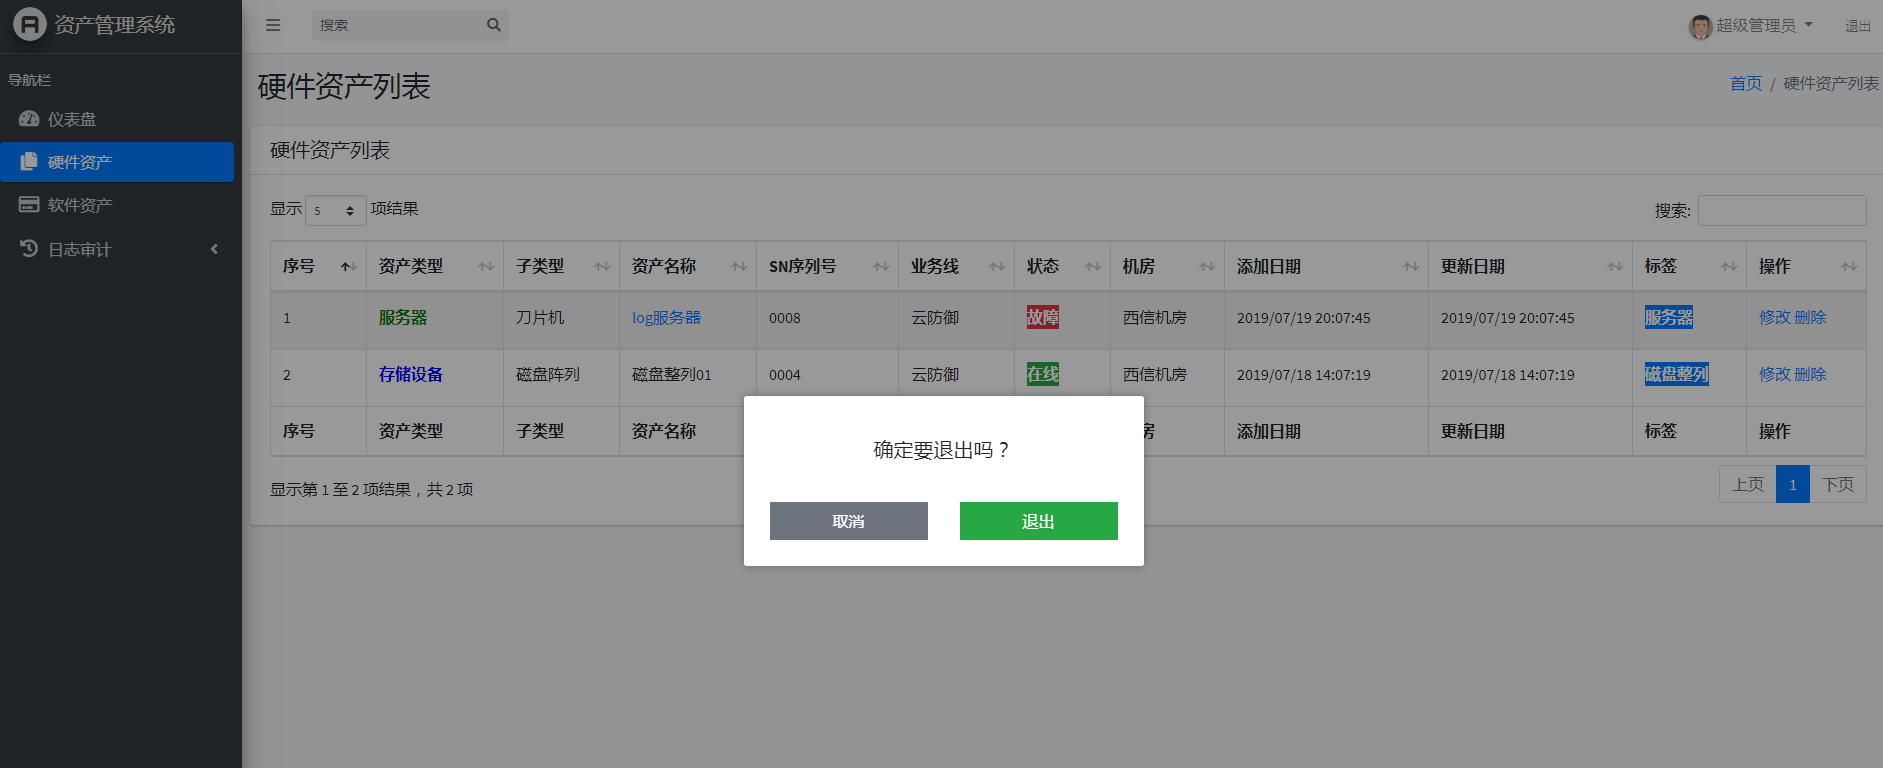 资产管理系统
搜索
超级管理员
退出
导航栏
仪表盘
硬件资产
软件资产
日志审计
硬件资产列表
首页 / 硬件资产列表
硬件资产列表
显示 5 项结果
搜索:
序号 资产类型 子类型 资产名称 SN序列号 业务线 状态 机房 添加日期 更新日期 标签 操作
1 服务器 刀片机 log服务器 0008 云防御 故障 西信机房 2019/07/19 20:07:45 2019/07/19 20:07:45 服务器 修改 删除
2 存储设备 磁盘阵列 磁盘整列01 0004 云防御 在线 西信机房 2019/07/18 14:07:19 2019/07/18 14:07:19 磁盘整列 修改 删除
序号 资产类型 子类型 资产名称 房 添加日期 更新日期 标签 操作
显示第 1 至 2 项结果，共 2 项
上页 1 下页
确定要退出吗？
取消 退出